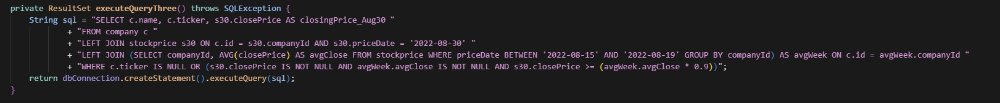 private ResultSet executeQueryThree() throws SQLException {
    String sql = "SELECT c.name, c.ticker, s30.closePrice AS closingPrice_Aug30 "
            + "FROM company c "
            + "LEFT JOIN stockprice s30 ON c.id = s30.companyId AND s30.priceDate = '2022-08-30' "
            + "LEFT JOIN (SELECT companyId, AVG(closePrice) AS avgClose FROM stockprice WHERE priceDate BETWEEN '2022-08-15' AND '2022-08-19' GROUP BY companyId) AS avgWeek ON c.id = avgWeek.companyId "
            + "WHERE c.ticker IS NULL OR (s30.closePrice IS NOT NULL AND avgWeek.avgClose IS NOT NULL AND s30.closePrice >= (avgWeek.avgClose * 0.9))";
    return dbConnection.createStatement().executeQuery(sql);
}